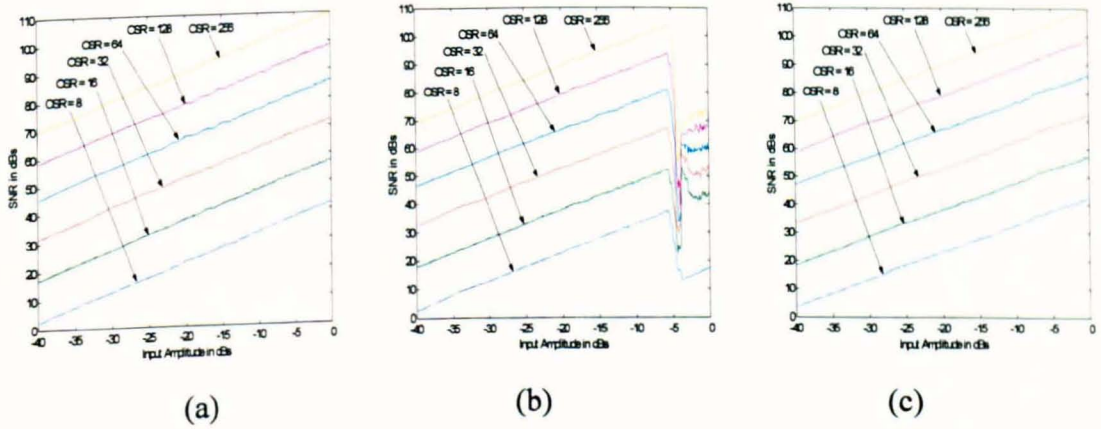 110
100
90
80
70
60
50
40
30
20
10
0
SNR in dBs
OSR = 128
OSR = 256
OSR = 64
OSR = 32
OSR = 16
OSR = 8
-40 -35 -30 -25 -20 -15 -10 -5 0
Input Amplitude in dBs
(a)
110
100
90
80
70
60
50
40
30
20
10
0
SNR in dBs
OSR = 128
OSR = 256
OSR = 64
OSR = 32
OSR = 16
OSR = 8
-40 -35 -30 -25 -20 -15 -10 -5 0
Input Amplitude in dBs
(b)
110
100
90
80
70
60
50
40
30
20
10
0
SNR in dBs
OSR = 128
OSR = 256
OSR = 64
OSR = 32
OSR = 16
OSR = 8
-40 -35 -30 -25 -20 -15 -10 -5 0
Input Amplitude in dBs
(c)